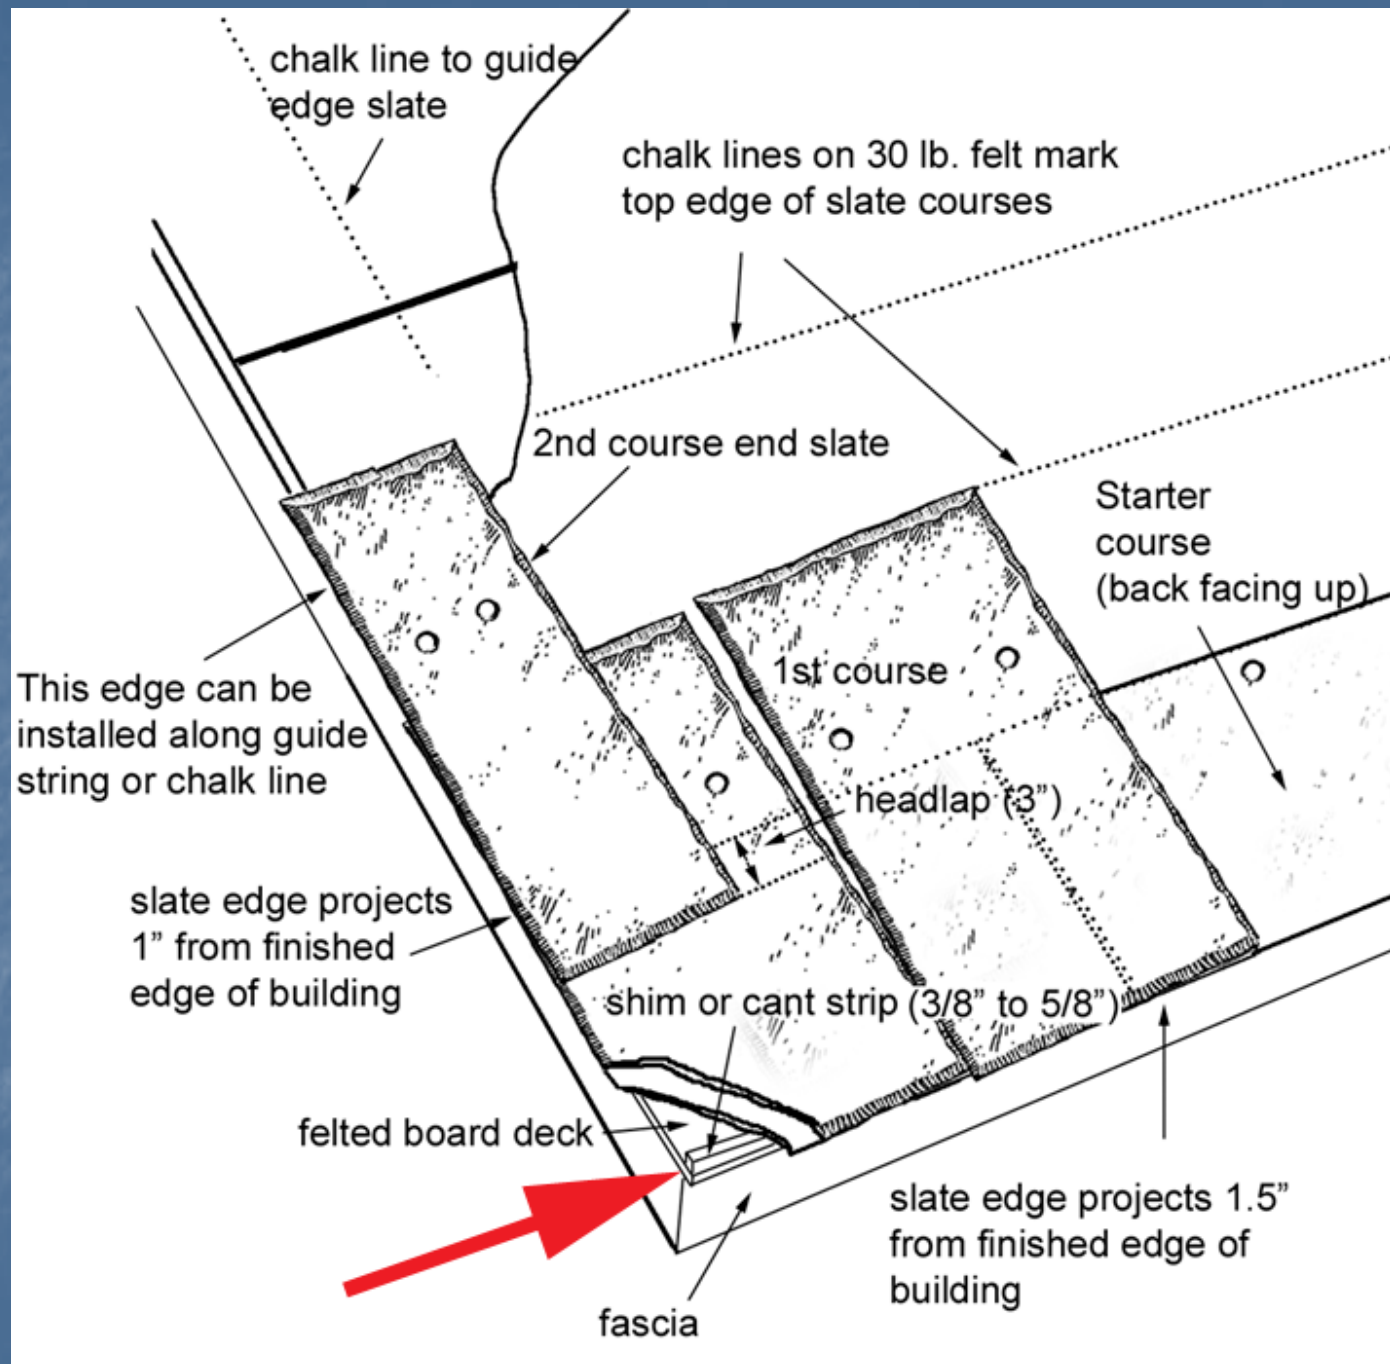 chalk line to guide
edge slate
chalk lines on 30 lb. felt mark
top edge of slate courses
2nd course end slate
Starter
course
(back facing up)
1st course
This edge can be
installed along guide
string or chalk line
headlap (3”)
slate edge projects
1” from finished
edge of building
shim or cant strip (3/8” to 5/8”)
felted board deck
slate edge projects 1.5”
from finished edge of
building
fascia